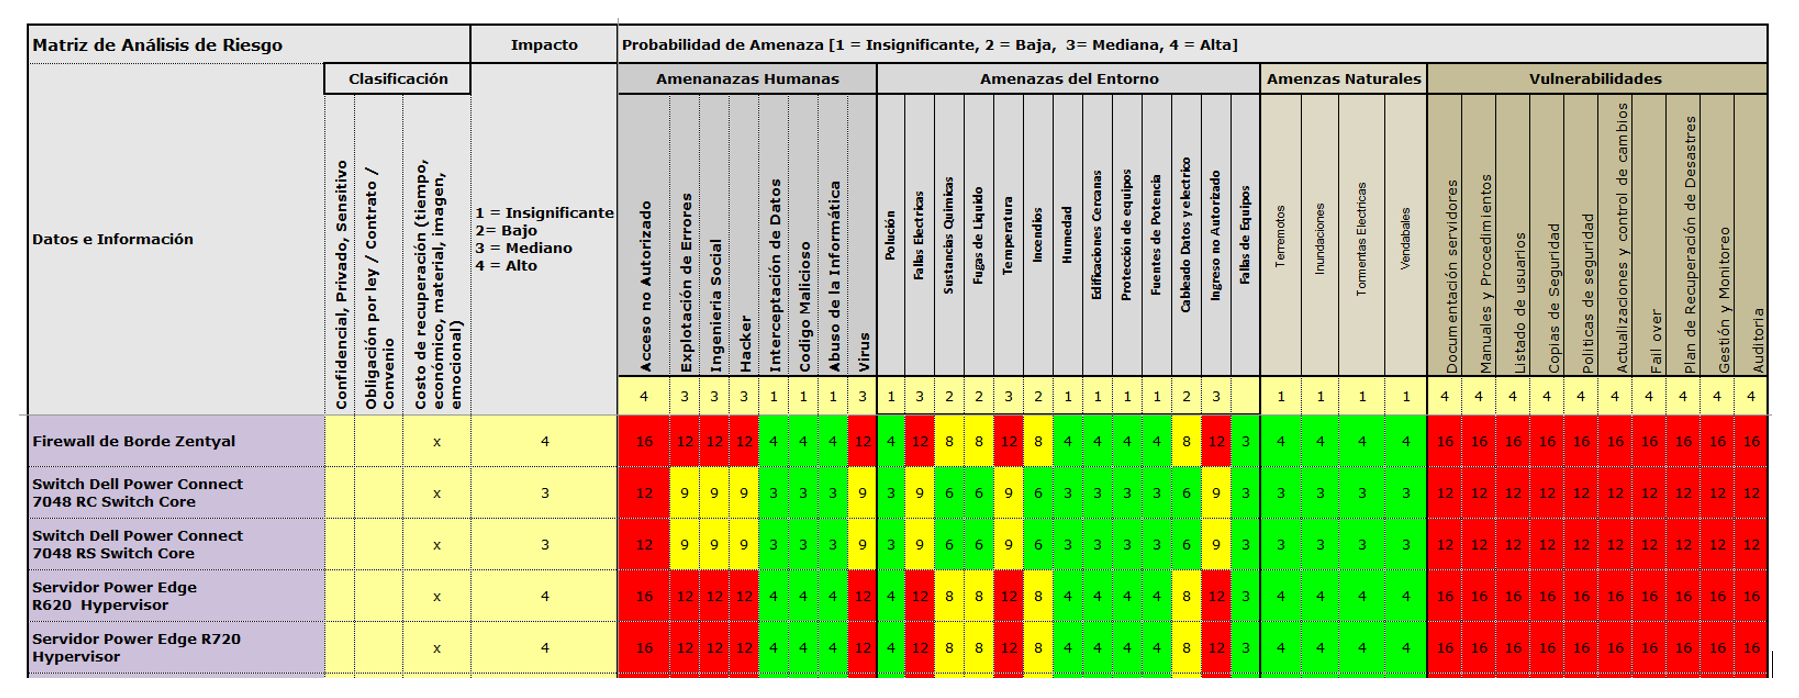 Matriz de Análisis de Riesgo
Impacto
Probabilidad de Amenaza [1 = Insignificante, 2 = Baja,  3= Mediana, 4 = Alta]
Clasificación
Amenanazas Humanas
Amenazas del Entorno
Amenzas Naturales
Vulnerabilidades
Datos e Información
Confidencial, Privado, Sensitivo
Obligación por ley / Contrato /
Convenio
Costo de recuperación (tiempo,
económico, material, imagen,
emocional)
1 = Insignificante
2= Bajo
3 = Mediano
4 = Alto
Acceso no Autorizado
Explotación de Errores
Ingenieria Social
Hacker
Interceptación de Datos
Codigo Malicioso
Abuso de la Informática
Virus
Polución
Fallas Electricas
Sustancias Quimicas
Fugas de Liquido
Temperatura
Incendios
Humedad
Edificaciones Cercanas
Protección de equipos
Fuentes de Potencia
Cableado Datos y electrico
Ingreso no Autorizado
Fallas de Equipos
Terremotos
Inundaciones
Tormentas Electricas
Vendabales
Documentación servidores
Manuales y Procedimientos
Listado de usuarios
Copias de Seguridad
Politicas de seguridad
Actualizaciones y control de cambios
Fail over
Plan de Recuperación de Desastres
Gestión y Monitoreo
Auditoria
4 3 3 3 1 1 1 3 1 3 2 2 3 2 1 1 1 1 2 3 1 1 1 1 4 4 4 4 4 4 4 4 4 4
Firewall de Borde Zentyal x 4 16 12 12 12 4 4 4 12 4 12 8 8 12 8 4 4 4 4 8 12 3 4 4 4 4 16 16 16 16 16 16 16 16 16 16
Switch Dell Power Connect
7048 RC Switch Core x 3 12 9 9 9 3 3 3 9 3 9 6 6 9 6 3 3 3 3 6 9 3 3 3 3 3 12 12 12 12 12 12 12 12 12 12
Switch Dell Power Connect
7048 RS Switch Core x 3 12 9 9 9 3 3 3 9 3 9 6 6 9 6 3 3 3 3 6 9 3 3 3 3 3 12 12 12 12 12 12 12 12 12 12
Servidor Power Edge
R620  Hypervisor x 4 16 12 12 12 4 4 4 12 4 12 8 8 12 8 4 4 4 4 8 12 3 4 4 4 4 16 16 16 16 16 16 16 16 16 16
Servidor Power Edge R720
Hypervisor x 4 16 12 12 12 4 4 4 12 4 12 8 8 12 8 4 4 4 4 8 12 3 4 4 4 4 16 16 16 16 16 16 16 16 16 16